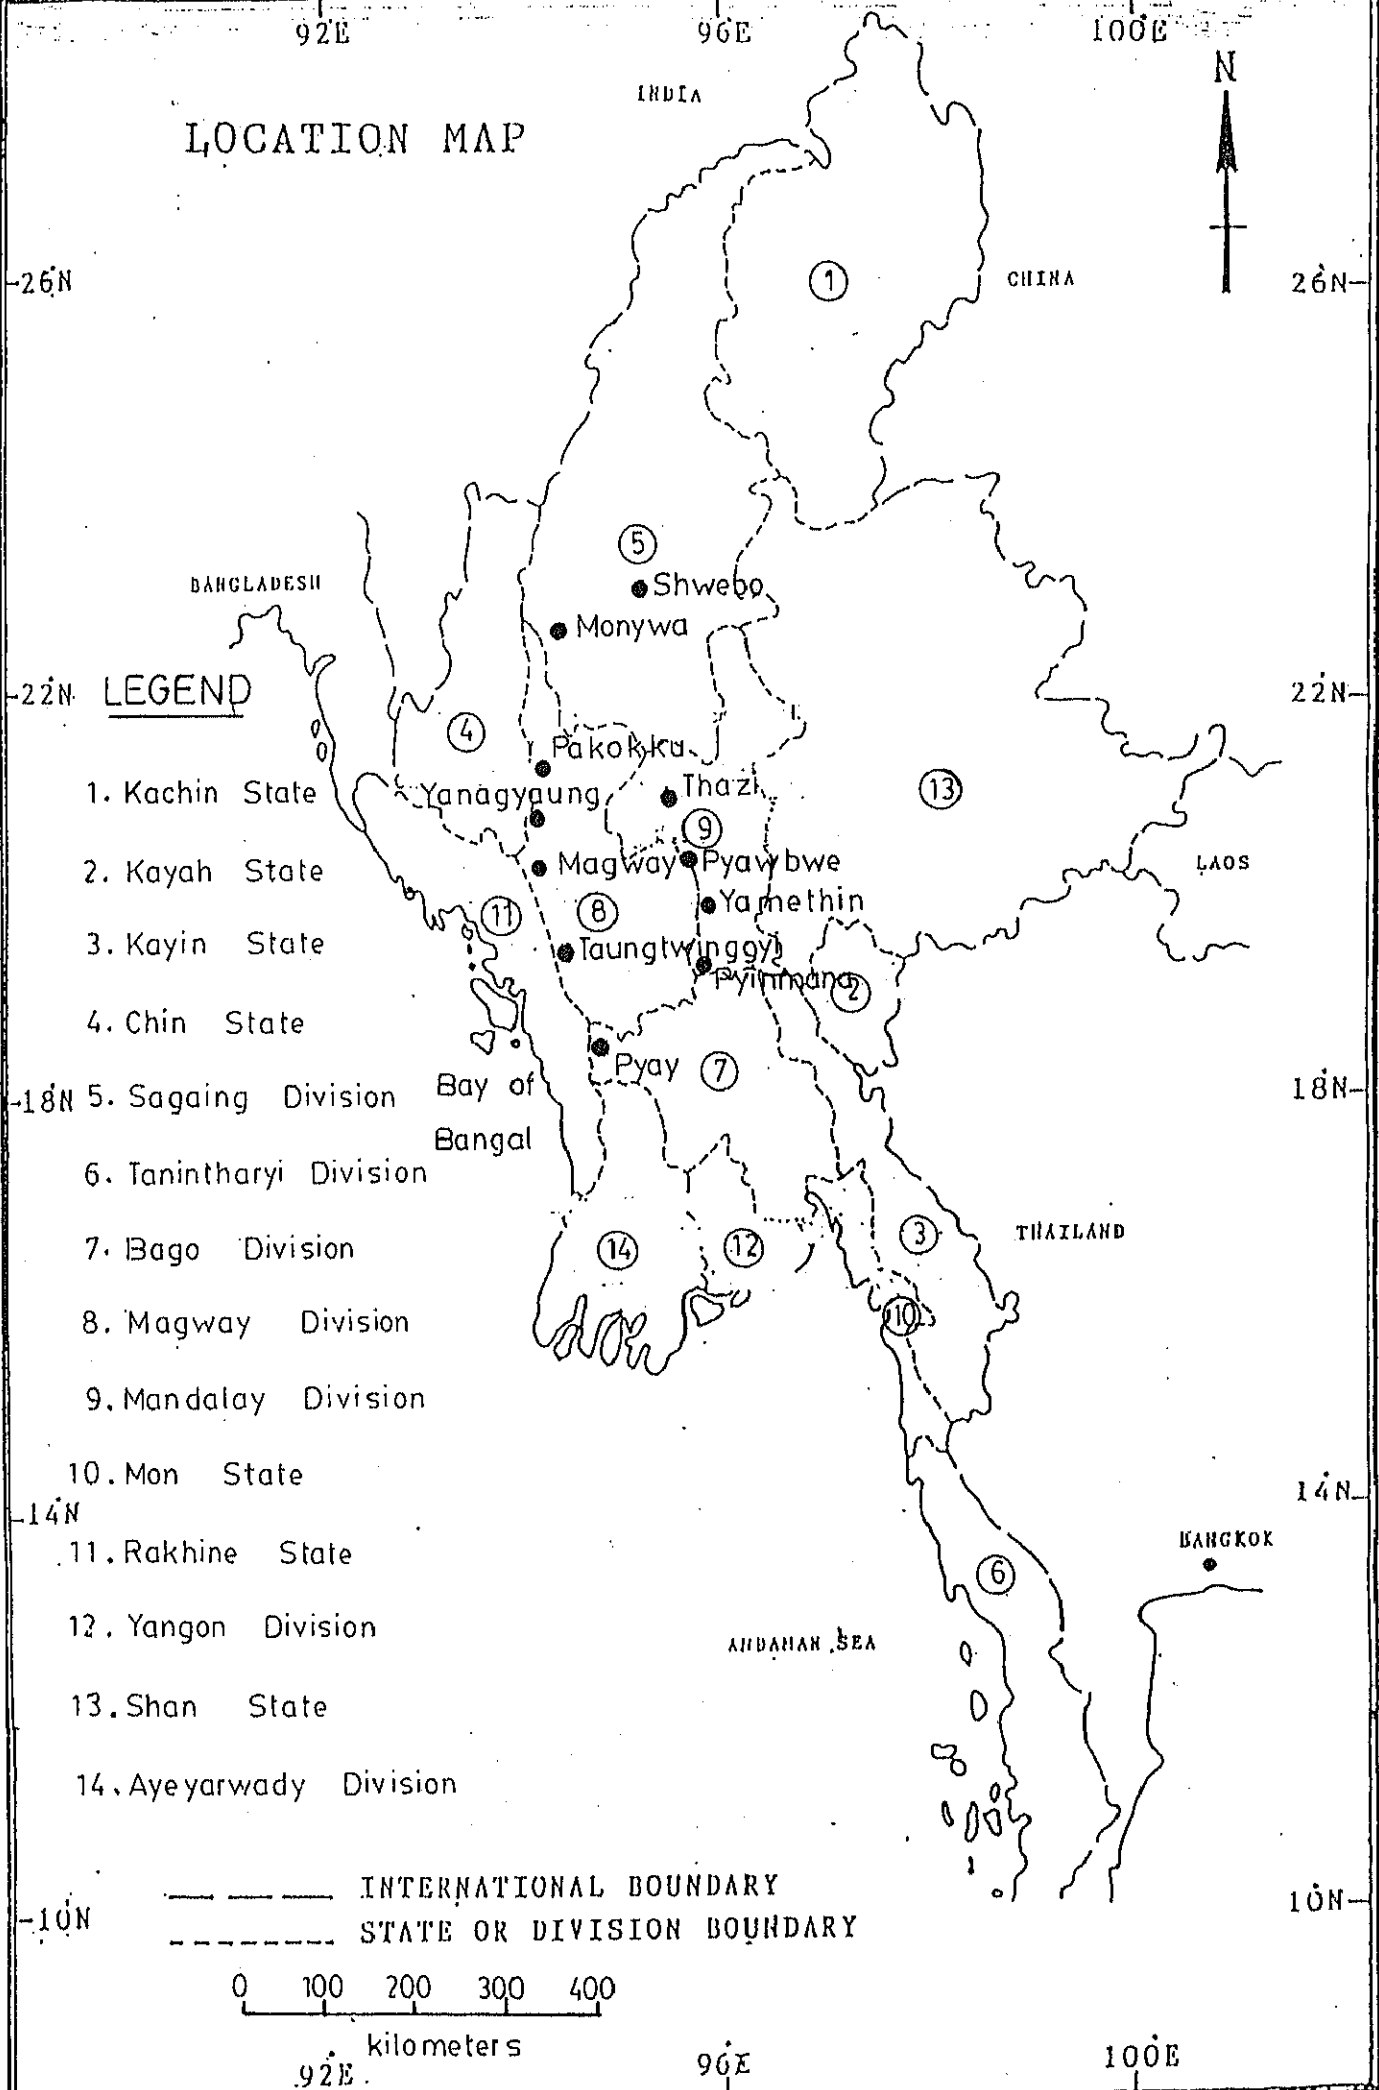 92E 96E 100E
N
INDIA
LOCATION MAP
26N CHINA 26N
1
5
BANGLADESH
Shwebo
Monywa
22N LEGEND 22N
4
Pakokku
13
1. Kachin State
Yanagyaung
Thazi
9
2. Kayah State
Magway
Pyawbwe
LAOS
11
8
Yamethin
3. Kayin State
Taungtwinggyi
Pyinmana
2
4. Chin State
Pyay
7
18N 18N
5. Sagaing Division
Bay of
Bangal
6. Tanintharyi Division
7. Bago Division
14
12
3
THAILAND
8. Magway Division
10
9. Mandalay Division
10. Mon State
14N 14N
11. Rakhine State
BANGKOK
6
12. Yangon Division
ANDAMAN SEA
13. Shan State
14. Ayeyarwady Division
INTERNATIONAL BOUNDARY
10N 10N
STATE OR DIVISION BOUNDARY
0 100 200 300 400
kilometers
92E 96E 100E